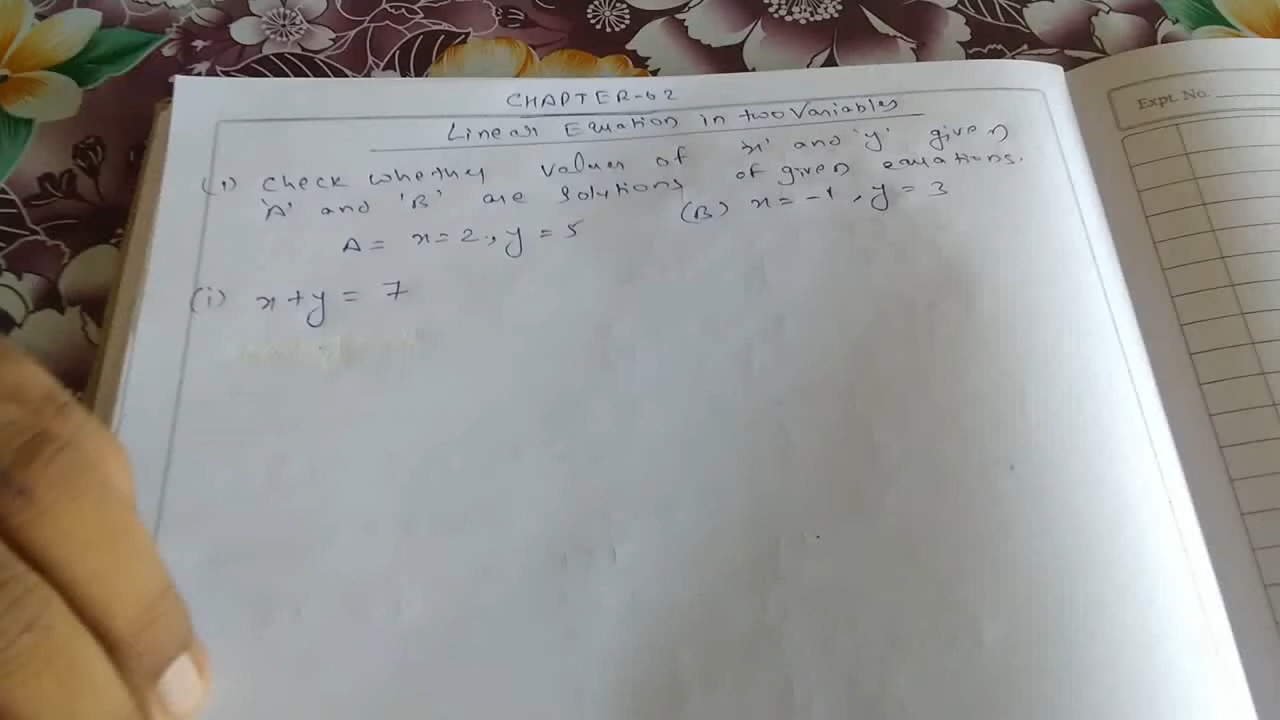 CHAPTER-02
Linear Equation in two Variables
(1) Check whether values of 'x' and 'y' given
'A' and 'B' are solutions of given equations.
A = x = 2, y = 5 (B) x = -1, y = 3
(i) x + y = 7
Expt. No.